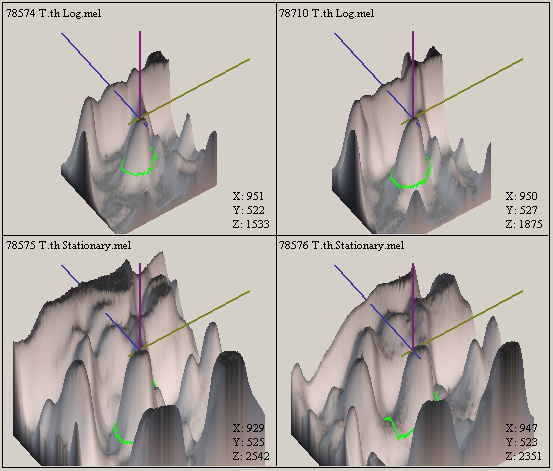 78574 T.th Log.mel
78710 T.th Log.mel
X: 951
Y: 522
Z: 1533
X: 950
Y: 527
Z: 1875
78575 T.th Stationary.mel
78576 T.th.Stationary.mel
X: 929
Y: 525
Z: 2542
X: 947
Y: 523
Z: 2351